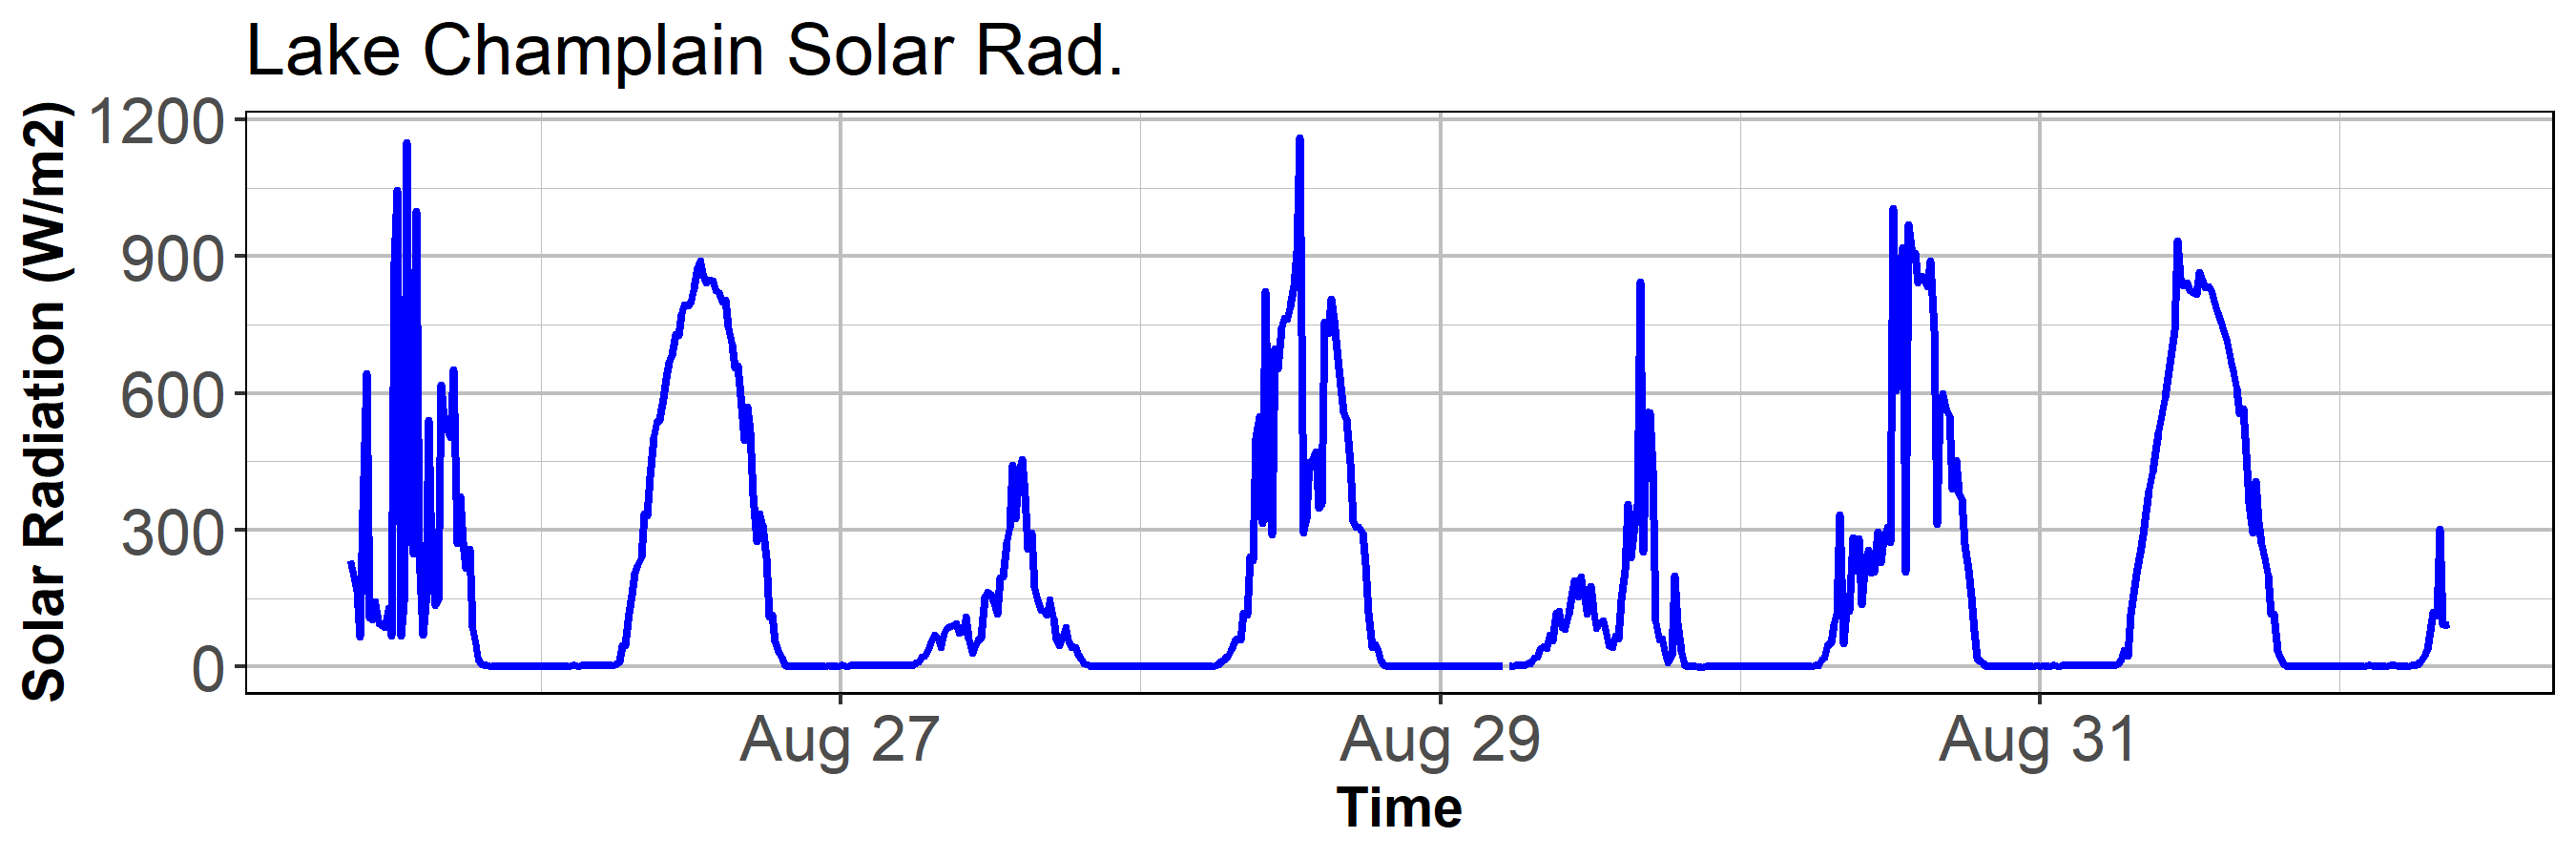 Lake Champlain Solar Rad.
Solar Radiation (W/m2)
1200
900
600
300
0
Aug 27 Aug 29 Aug 31
Time